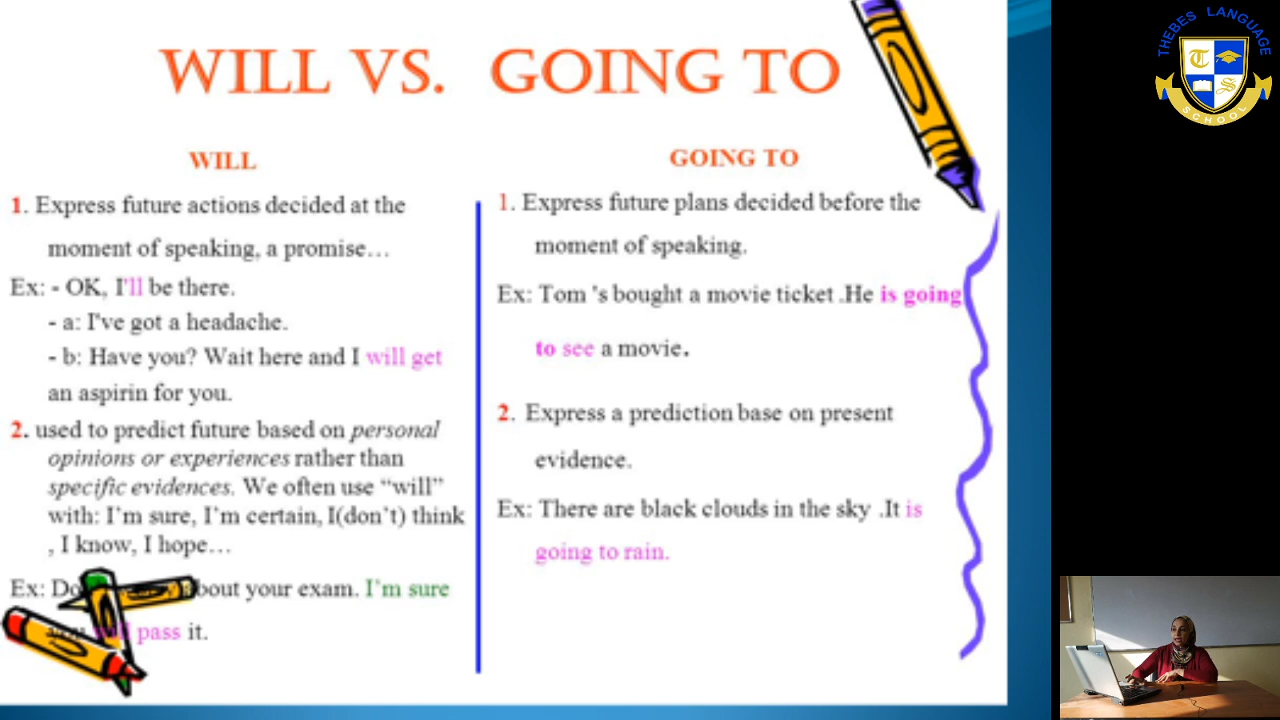 WILL VS. GOING TO
WILL
1. Express future actions decided at the
moment of speaking, a promise…
Ex: - OK, I'll be there.
- a: I've got a headache.
- b: Have you? Wait here and I will get
an aspirin for you.
2. used to predict future based on personal
opinions or experiences rather than
specific evidences. We often use “will”
with: I’m sure, I’m certain, I(don’t) think
, I know, I hope…
Ex: about your exam. I’m sure
pass it.
GOING TO
1. Express future plans decided before the
moment of speaking.
Ex: Tom 's bought a movie ticket .He is going
to see a movie.
2. Express a prediction base on present
evidence.
Ex: There are black clouds in the sky .It is
going to rain.
THEBES LANGUAGE
T
S
SCHOOL